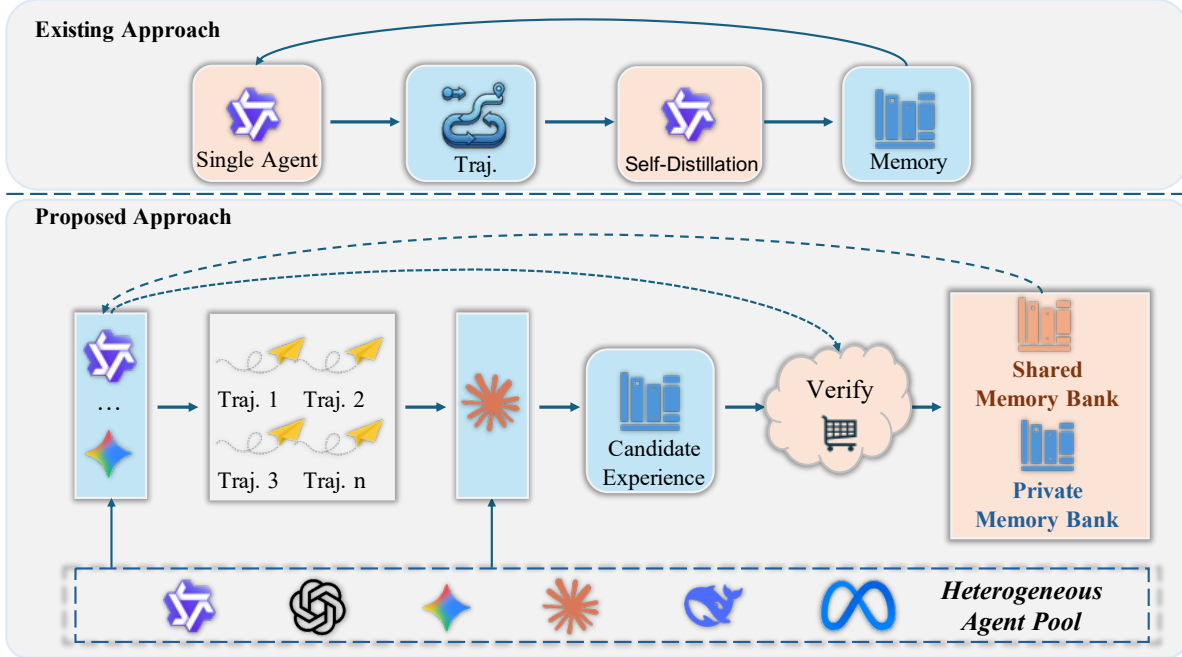 Existing Approach
Single Agent
Traj.
Self-Distillation
Memory
Proposed Approach
...
Traj. 1
Traj. 2
Traj. 3
Traj. n
Candidate
Experience
Verify
Shared
Memory Bank
Private
Memory Bank
Heterogeneous
Agent Pool